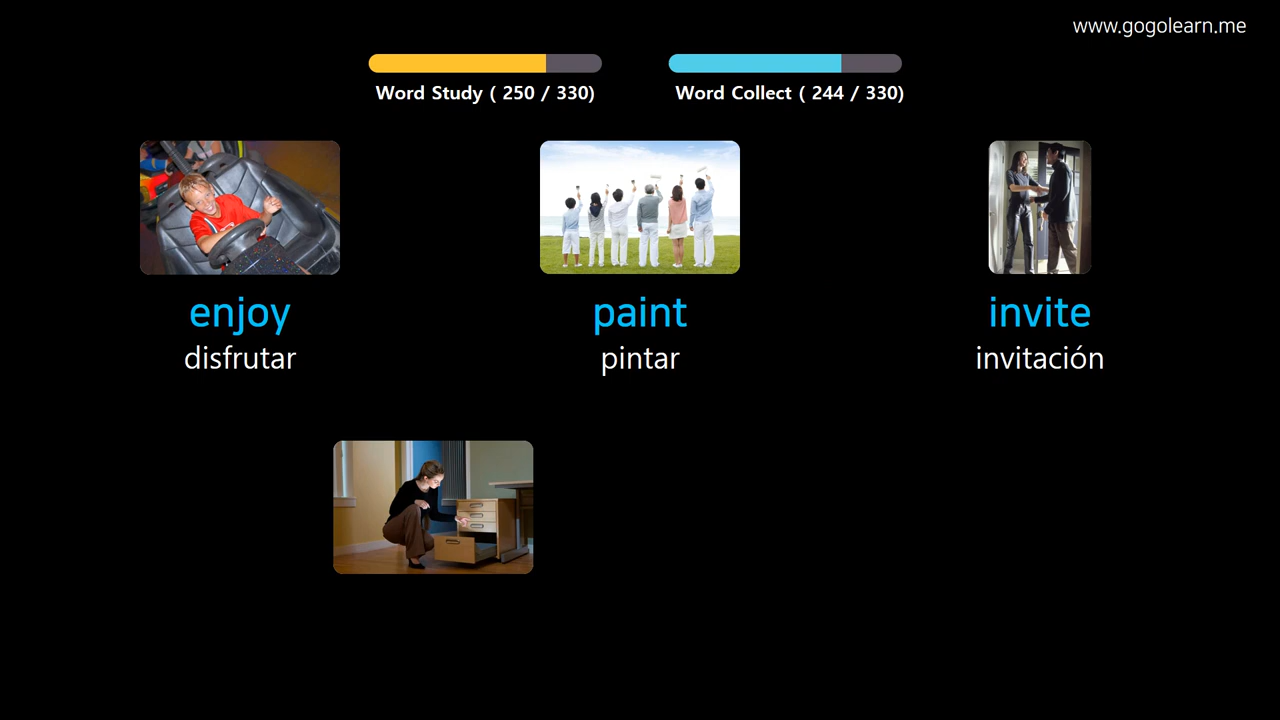 www.gogolearn.me
Word Study ( 250 / 330)
Word Collect ( 244 / 330)
enjoy
disfrutar
paint
pintar
invite
invitación